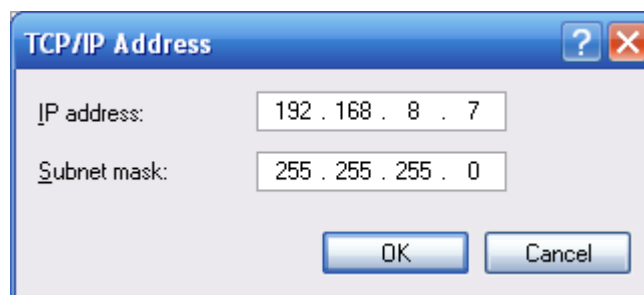 TCP/IP Address
IP address: 192 . 168 . 8 . 7
Subnet mask: 255 . 255 . 255 . 0
OK Cancel